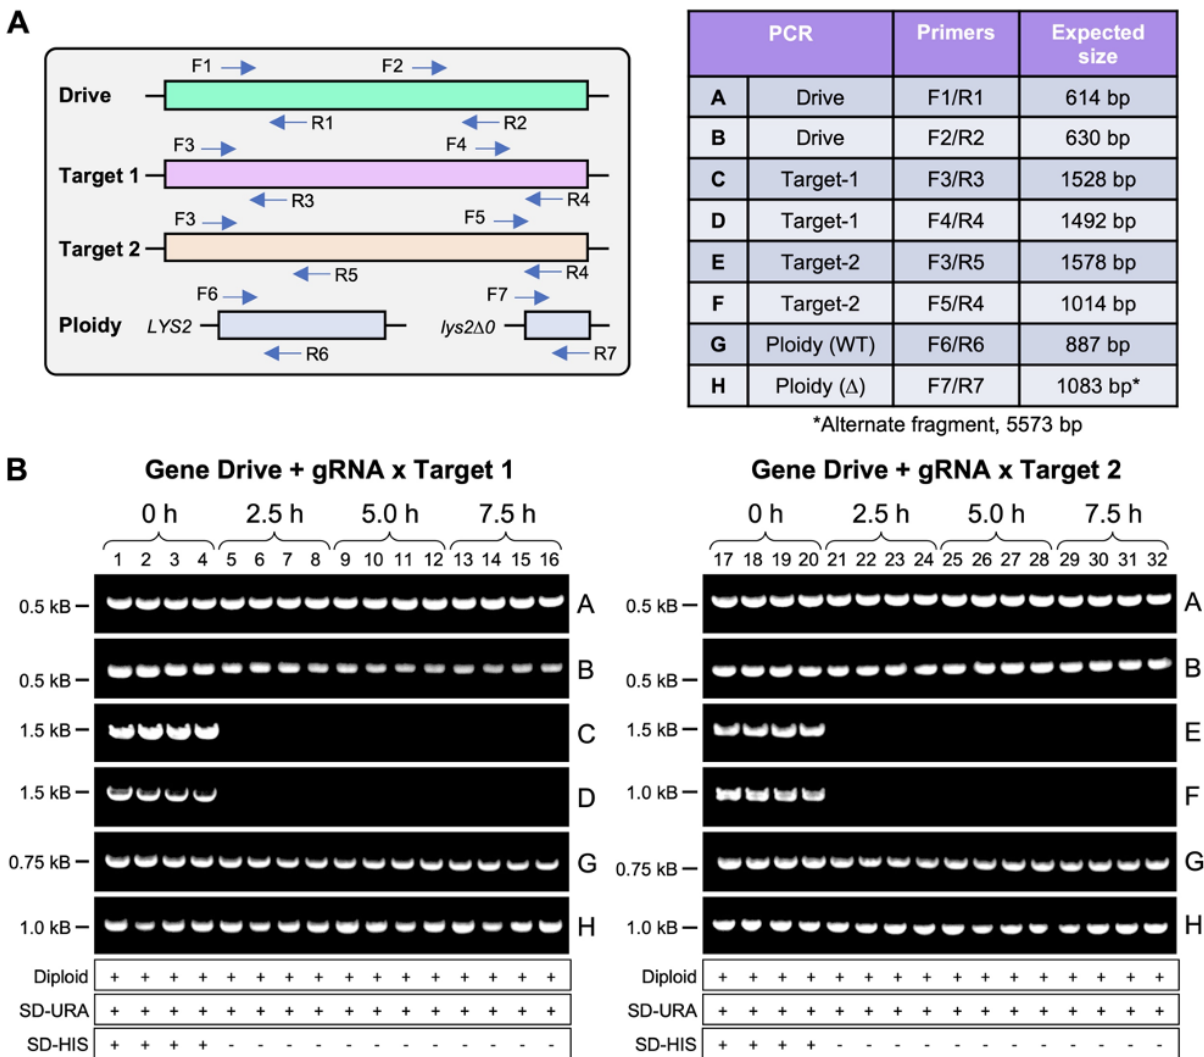 A
F1
F2
Drive
R1
R2
F3
F4
Target 1
R3
R4
F3
F5
Target 2
R5
R4
F6
F7
Ploidy
LYS2
lys2Δ0
R6
R7
PCR Primers Expected size
A Drive F1/R1 614 bp
B Drive F2/R2 630 bp
C Target-1 F3/R3 1528 bp
D Target-1 F4/R4 1492 bp
E Target-2 F3/R5 1578 bp
F Target-2 F5/R4 1014 bp
G Ploidy (WT) F6/R6 887 bp
H Ploidy (Δ) F7/R7 1083 bp*
*Alternate fragment, 5573 bp
B
Gene Drive + gRNA x Target 1
0 h 2.5 h 5.0 h 7.5 h
1 2 3 4 5 6 7 8 9 10 11 12 13 14 15 16
0.5 kB A
0.5 kB B
1.5 kB C
1.5 kB D
0.75 kB G
1.0 kB H
Diploid + + + + + + + + + + + + + + + +
SD-URA + + + + + + + + + + + + + + + +
SD-HIS + + + + - - - - - - - - - - - -
Gene Drive + gRNA x Target 2
0 h 2.5 h 5.0 h 7.5 h
17 18 19 20 21 22 23 24 25 26 27 28 29 30 31 32
0.5 kB A
0.5 kB B
1.5 kB E
1.0 kB F
0.75 kB G
1.0 kB H
Diploid + + + + + + + + + + + + + + + +
SD-URA + + + + + + + + + + + + + + + +
SD-HIS + + + + - - - - - - - - - - - -